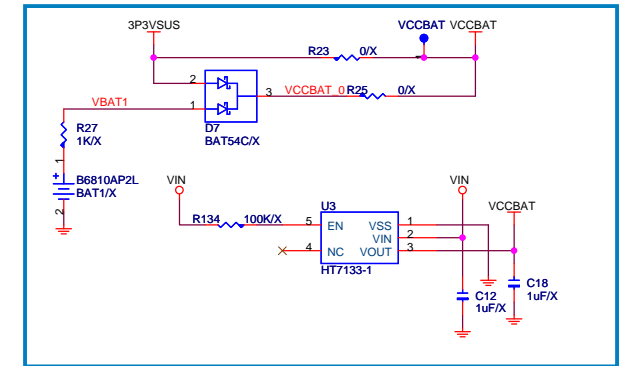 3P3VSUS
VCCBAT VCCBAT
R23 0/X
1
2
VBAT1
1
3
VCCBAT_0 R25 0/X
D7
BAT54C/X
R27
1K/X
1
+
B6810AP2L
BAT1/X
2
VIN
VIN
VCCBAT
U3
R134 100K/X
5 EN VSS 1
VIN 2
4 NC VOUT 3
HT7133-1
C12
1uF/X
C18
1uF/X